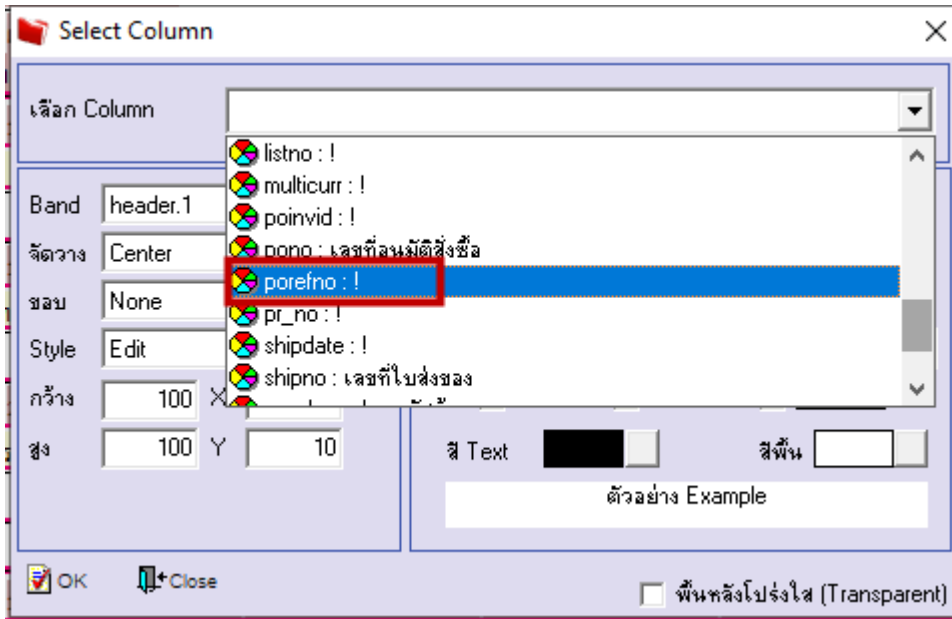 Select Column
เลือก Column
listno : !
multicurr : !
poinvid : !
pono : เลขที่อนมัติสั่งซื้อ
porefno : !
pr_no : !
shipdate : !
shipno : เลขที่ใบส่งของ
Band header.1
จัดวาง Center
ขอบ None
Style Edit
กว้าง 100 X
สูง 100 Y 10
สี Text สีพื้น
ตัวอย่าง Example
OK Close พื้นหลังโปร่งใส (Transparent)